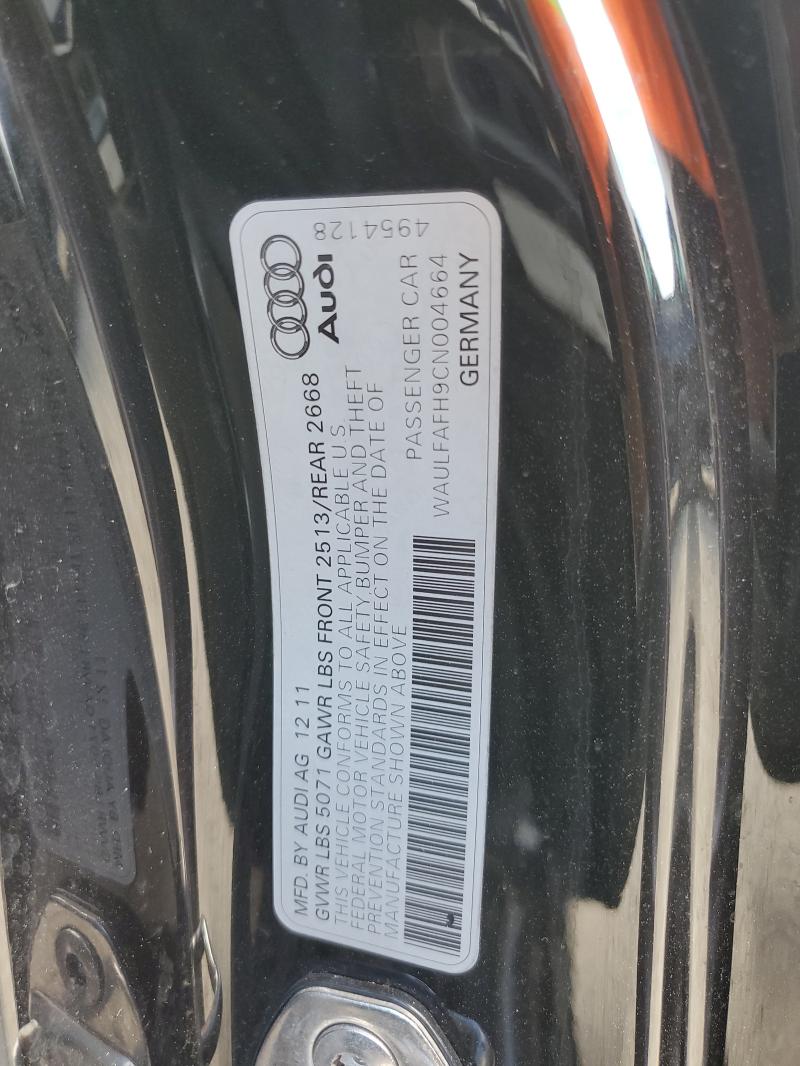 MFD. BY AUDI AG 12 11
GVWR LBS 5071 GAWR LBS FRONT 2513/REAR 2668
THIS VEHICLE CONFORMS TO ALL APPLICABLE U.S.
FEDERAL MOTOR VEHICLE SAFETY, BUMPER AND THEFT
PREVENTION STANDARDS IN EFFECT ON THE DATE OF
MANUFACTURE SHOWN ABOVE
Audi
4954128
PASSENGER CAR
WAULFAFH9CN004664
GERMANY